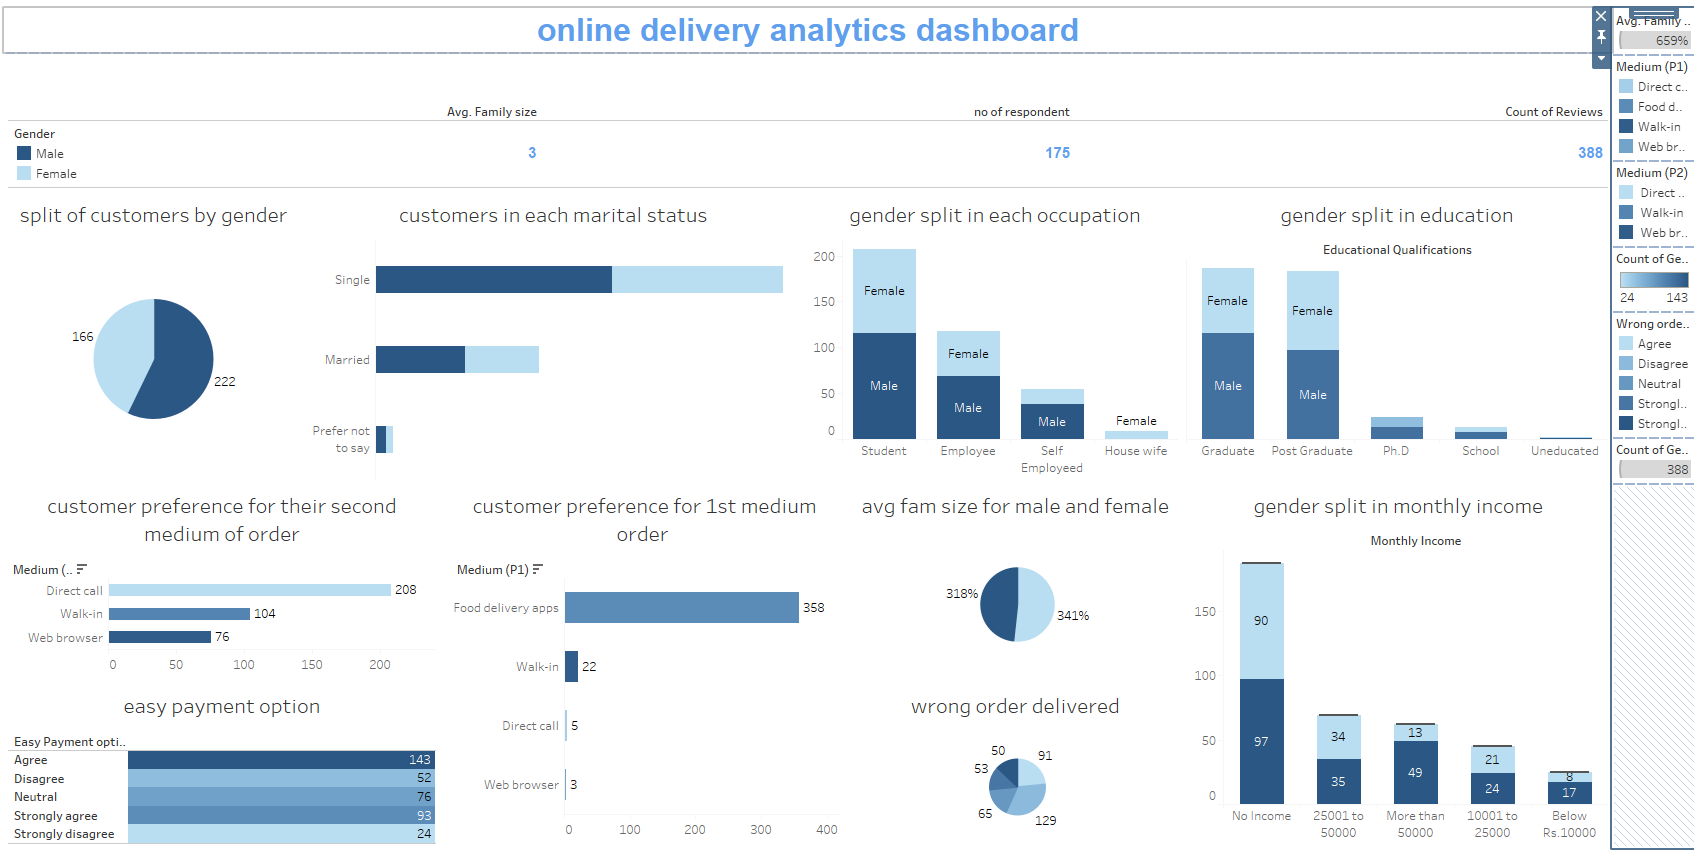 online delivery analytics dashboard
Avg. Family size
no of respondent
Count of Reviews
Gender
Male
Female
3
175
388
split of customers by gender
166
222
customers in each marital status
Single
Married
Prefer not
to say
gender split in each occupation
200
150
100
50
0
Female
Male
Female
Male
Male
Female
Student
Employee
Self
Employeed
House wife
gender split in education
Educational Qualifications
Female
Male
Female
Male
Graduate
Post Graduate
Ph.D
School
Uneducated
customer preference for their second
medium of order
Medium (..
Direct call
208
Walk-in
104
Web browser
76
0
50
100
150
200
easy payment option
Easy Payment opti..
Agree
143
Disagree
52
Neutral
76
Strongly agree
93
Strongly disagree
24
customer preference for 1st medium
order
Medium (P1)
Food delivery apps
358
Walk-in
22
Direct call
5
Web browser
3
0
100
200
300
400
avg fam size for male and female
318%
341%
wrong order delivered
50
91
53
65
129
gender split in monthly income
Monthly Income
150
100
50
0
90
97
34
35
13
49
21
24
8
17
No Income
25001 to
50000
More than
50000
10001 to
25000
Below
Rs.10000
Avg. Family ..
659%
Medium (P1)
Direct c..
Food d..
Walk-in
Web br..
Medium (P2)
Direct ..
Walk-in
Web br..
Count of Ge..
24
143
Wrong orde..
Agree
Disagree
Neutral
Strongl..
Strongl..
Count of Ge..
388